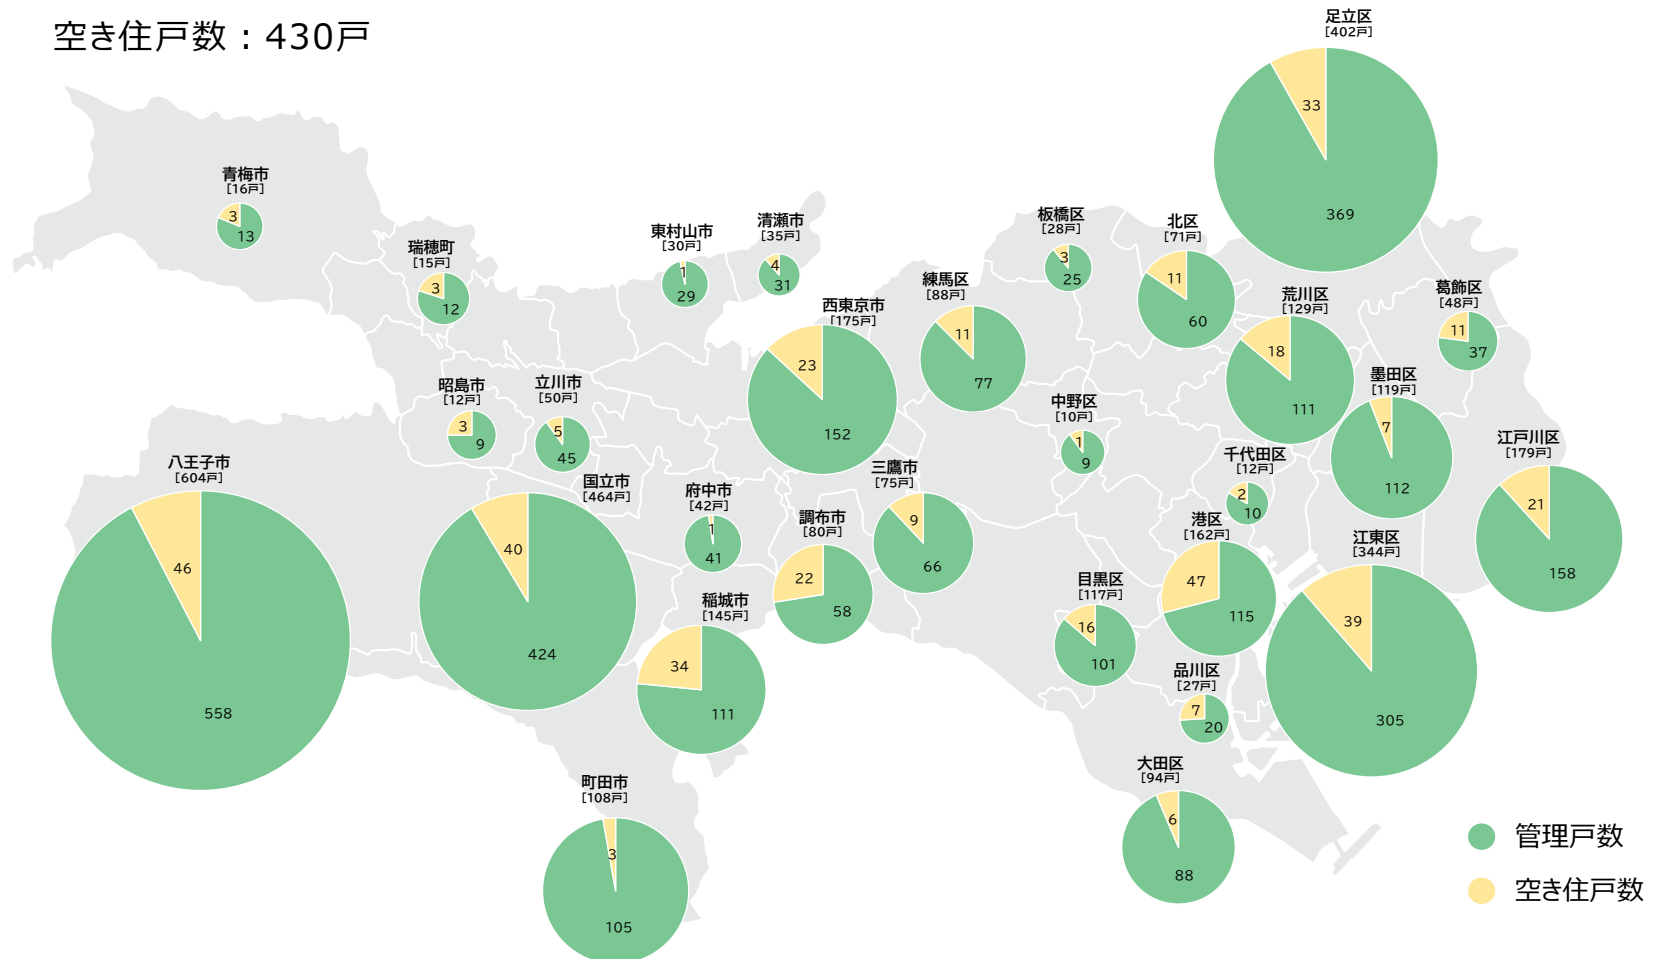 空き住戸数：430戸
足立区
[402戸]
33
369
青梅市
[16戸]
3
13
瑞穂町
[15戸]
3
12
東村山市
[30戸]
1
29
清瀬市
[35戸]
4
31
西東京市
[175戸]
23
152
練馬区
[88戸]
11
77
板橋区
[28戸]
3
25
北区
[71戸]
11
60
荒川区
[129戸]
18
111
葛飾区
[48戸]
11
37
墨田区
[119戸]
7
112
昭島市
[12戸]
3
9
立川市
[50戸]
5
45
中野区
[10戸]
1
9
千代田区
[12戸]
2
10
江戸川区
[179戸]
21
158
八王子市
[604戸]
46
558
国立市
[464戸]
40
424
府中市
[42戸]
1
41
調布市
[80戸]
22
58
三鷹市
[75戸]
9
66
港区
[162戸]
47
115
江東区
[344戸]
39
305
目黒区
[117戸]
16
101
稲城市
[145戸]
34
111
品川区
[27戸]
7
20
町田市
[108戸]
3
105
大田区
[94戸]
6
88
管理戸数
空き住戸数